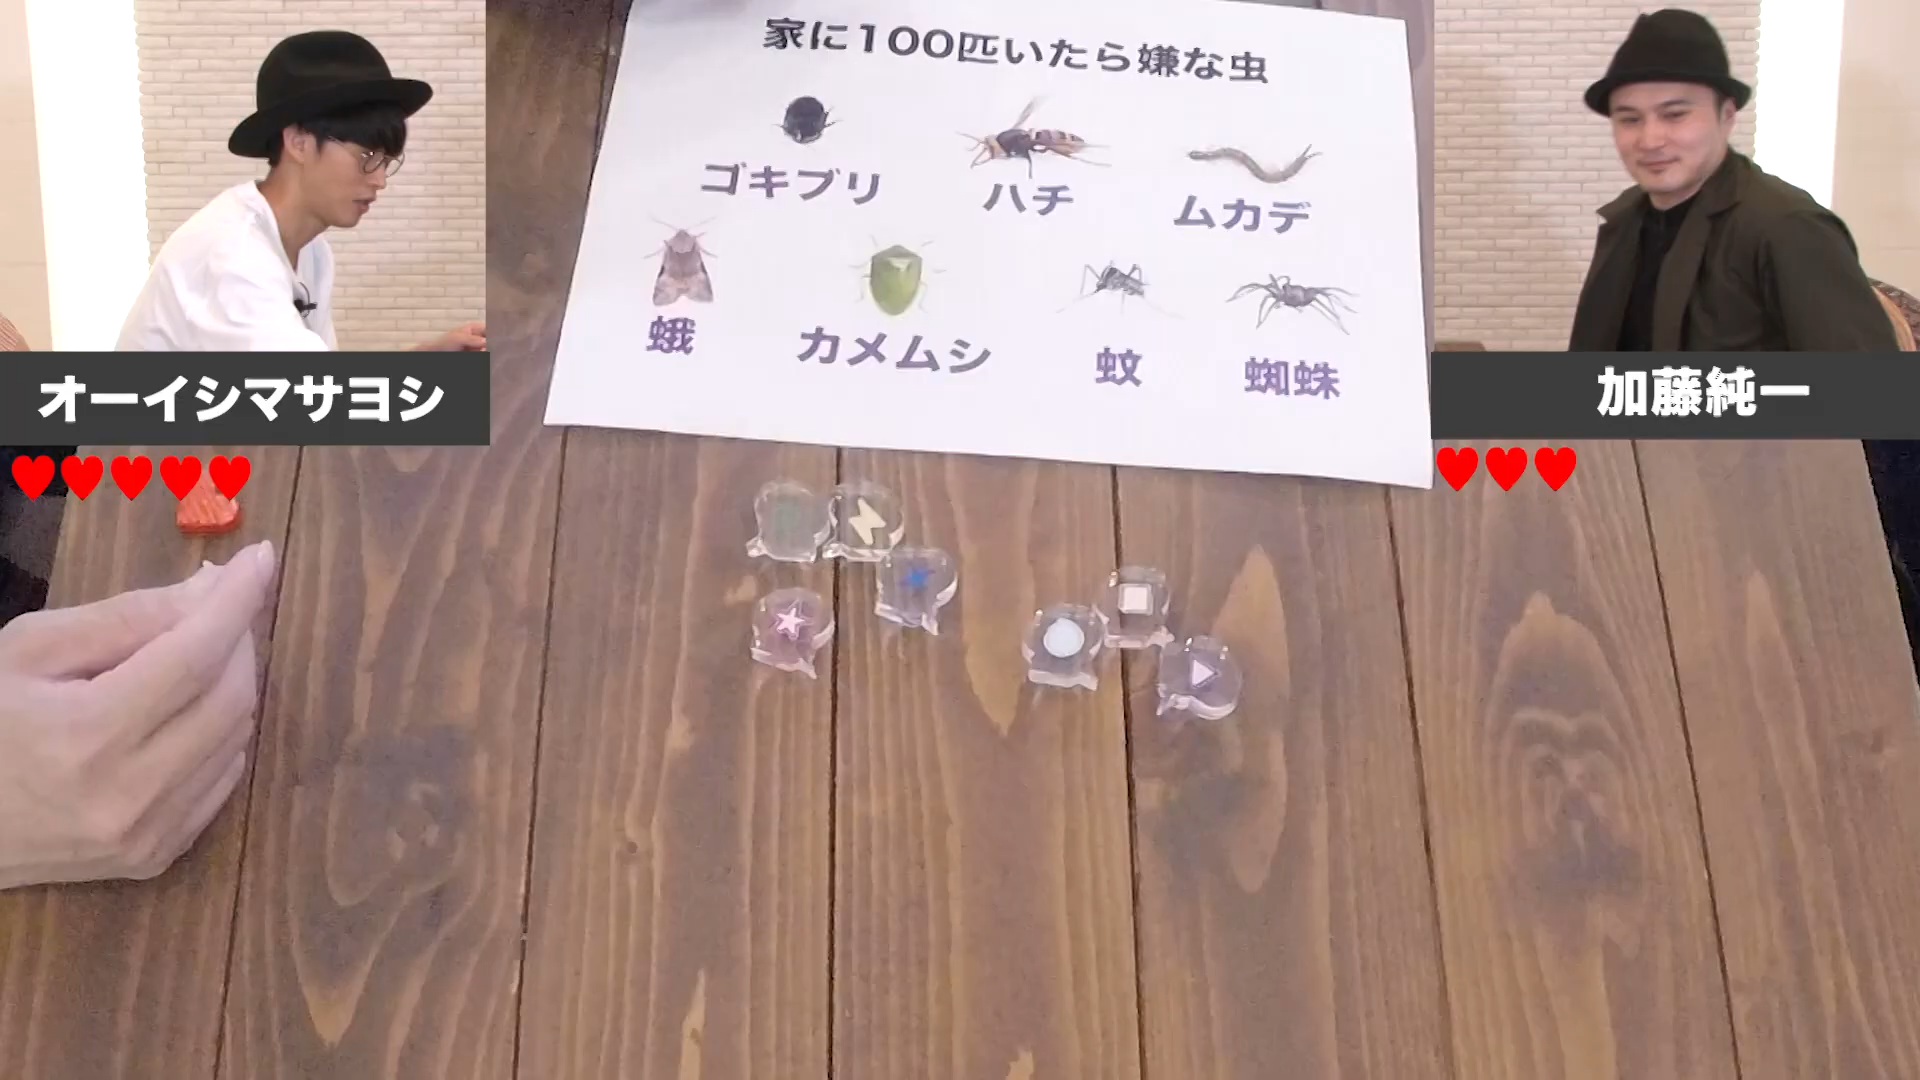 家に100匹いたら嫌な虫
ゴキブリ
ハチ
ムカデ
蛾
カメムシ
蚊
蜘蛛
オーイシマサヨシ
加藤純一